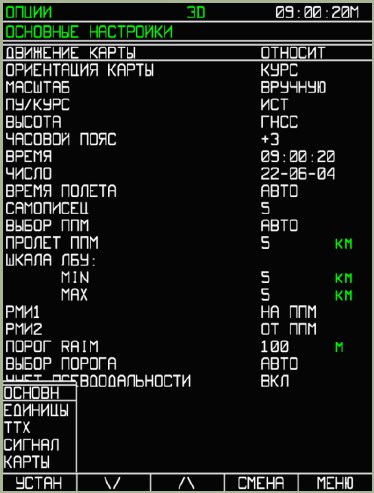 ОПЦИИ 3D 09:00:20М
ОСНОВНЫЕ НАСТРОЙКИ
ДВИЖЕНИЕ КАРТЫ ОТНОСИТ
ОРИЕНТАЦИЯ КАРТЫ КУРС
МАСШТАБ ВРУЧНУЮ
ПУ/КУРС ИСТ
ВЫСОТА ГНСС
ЧАСОВОЙ ПОЯС +3
ВРЕМЯ 09:00:20
ЧИСЛО 22-06-04
ВРЕМЯ ПОЛЕТА АВТО
САМОПИСЕЦ 5
ВЫБОР ППМ АВТО
ПРОЛЕТ ППМ 5 КМ
ШКАЛА ЛБУ:
MIN 5 КМ
MAX 5 КМ
РМИ1 НА ППМ
РМИ2 ОТ ППМ
ПОРОГ RAIM 100 М
ВЫБОР ПОРОГА АВТО
УЧЕТ ПСЕВДОДАЛЬНОСТИ ВКЛ
ОСНОВН
ЕДИНИЦЫ
ТТХ
СИГНАЛ
КАРТЫ
УСТАН \/ /\ СМЕНА МЕНЮ